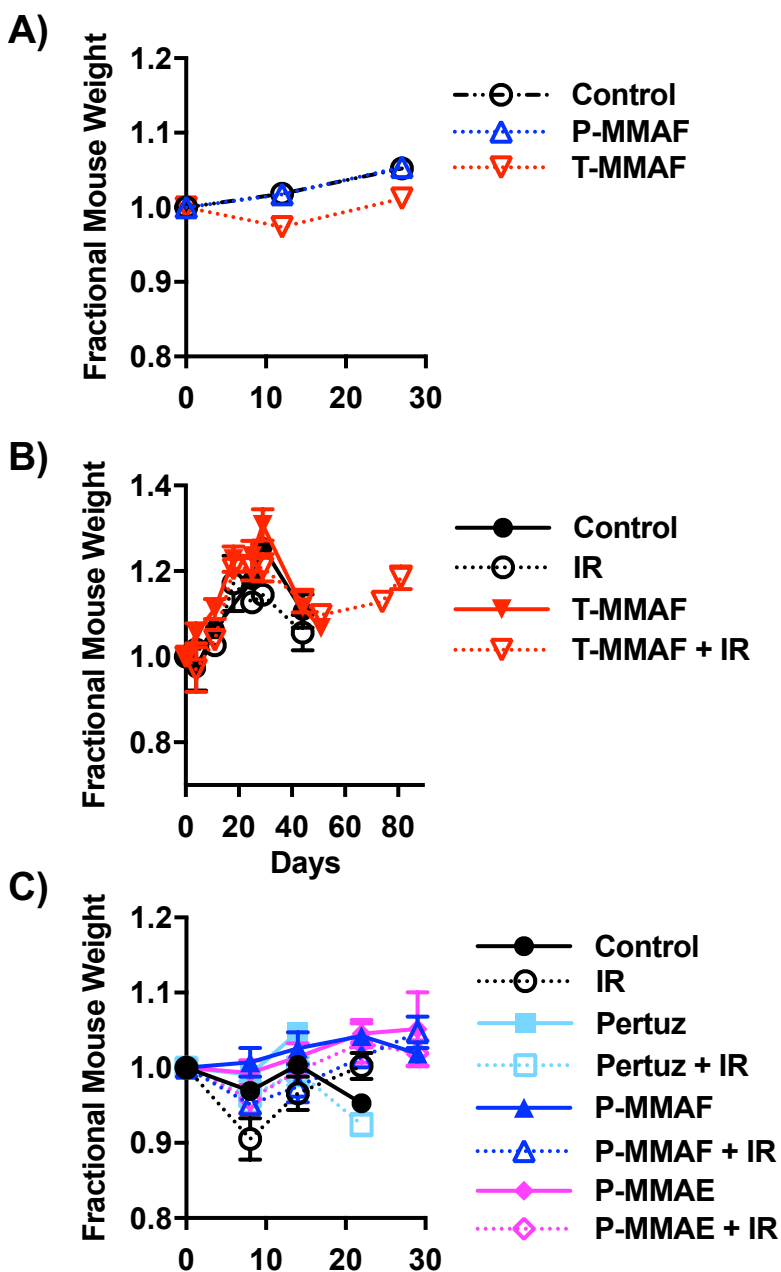 A)
Fractional Mouse Weight
1.2
1.1
1.0
0.9
0.8
0 10 20 30
Control
P-MMAF
T-MMAF
B)
Fractional Mouse Weight
1.4
1.2
1.0
0.8
0 20 40 60 80
Days
Control
IR
T-MMAF
T-MMAF + IR
C)
Fractional Mouse Weight
1.2
1.1
1.0
0.9
0.8
0 10 20 30
Control
IR
Pertuz
Pertuz + IR
P-MMAF
P-MMAF + IR
P-MMAE
P-MMAE + IR